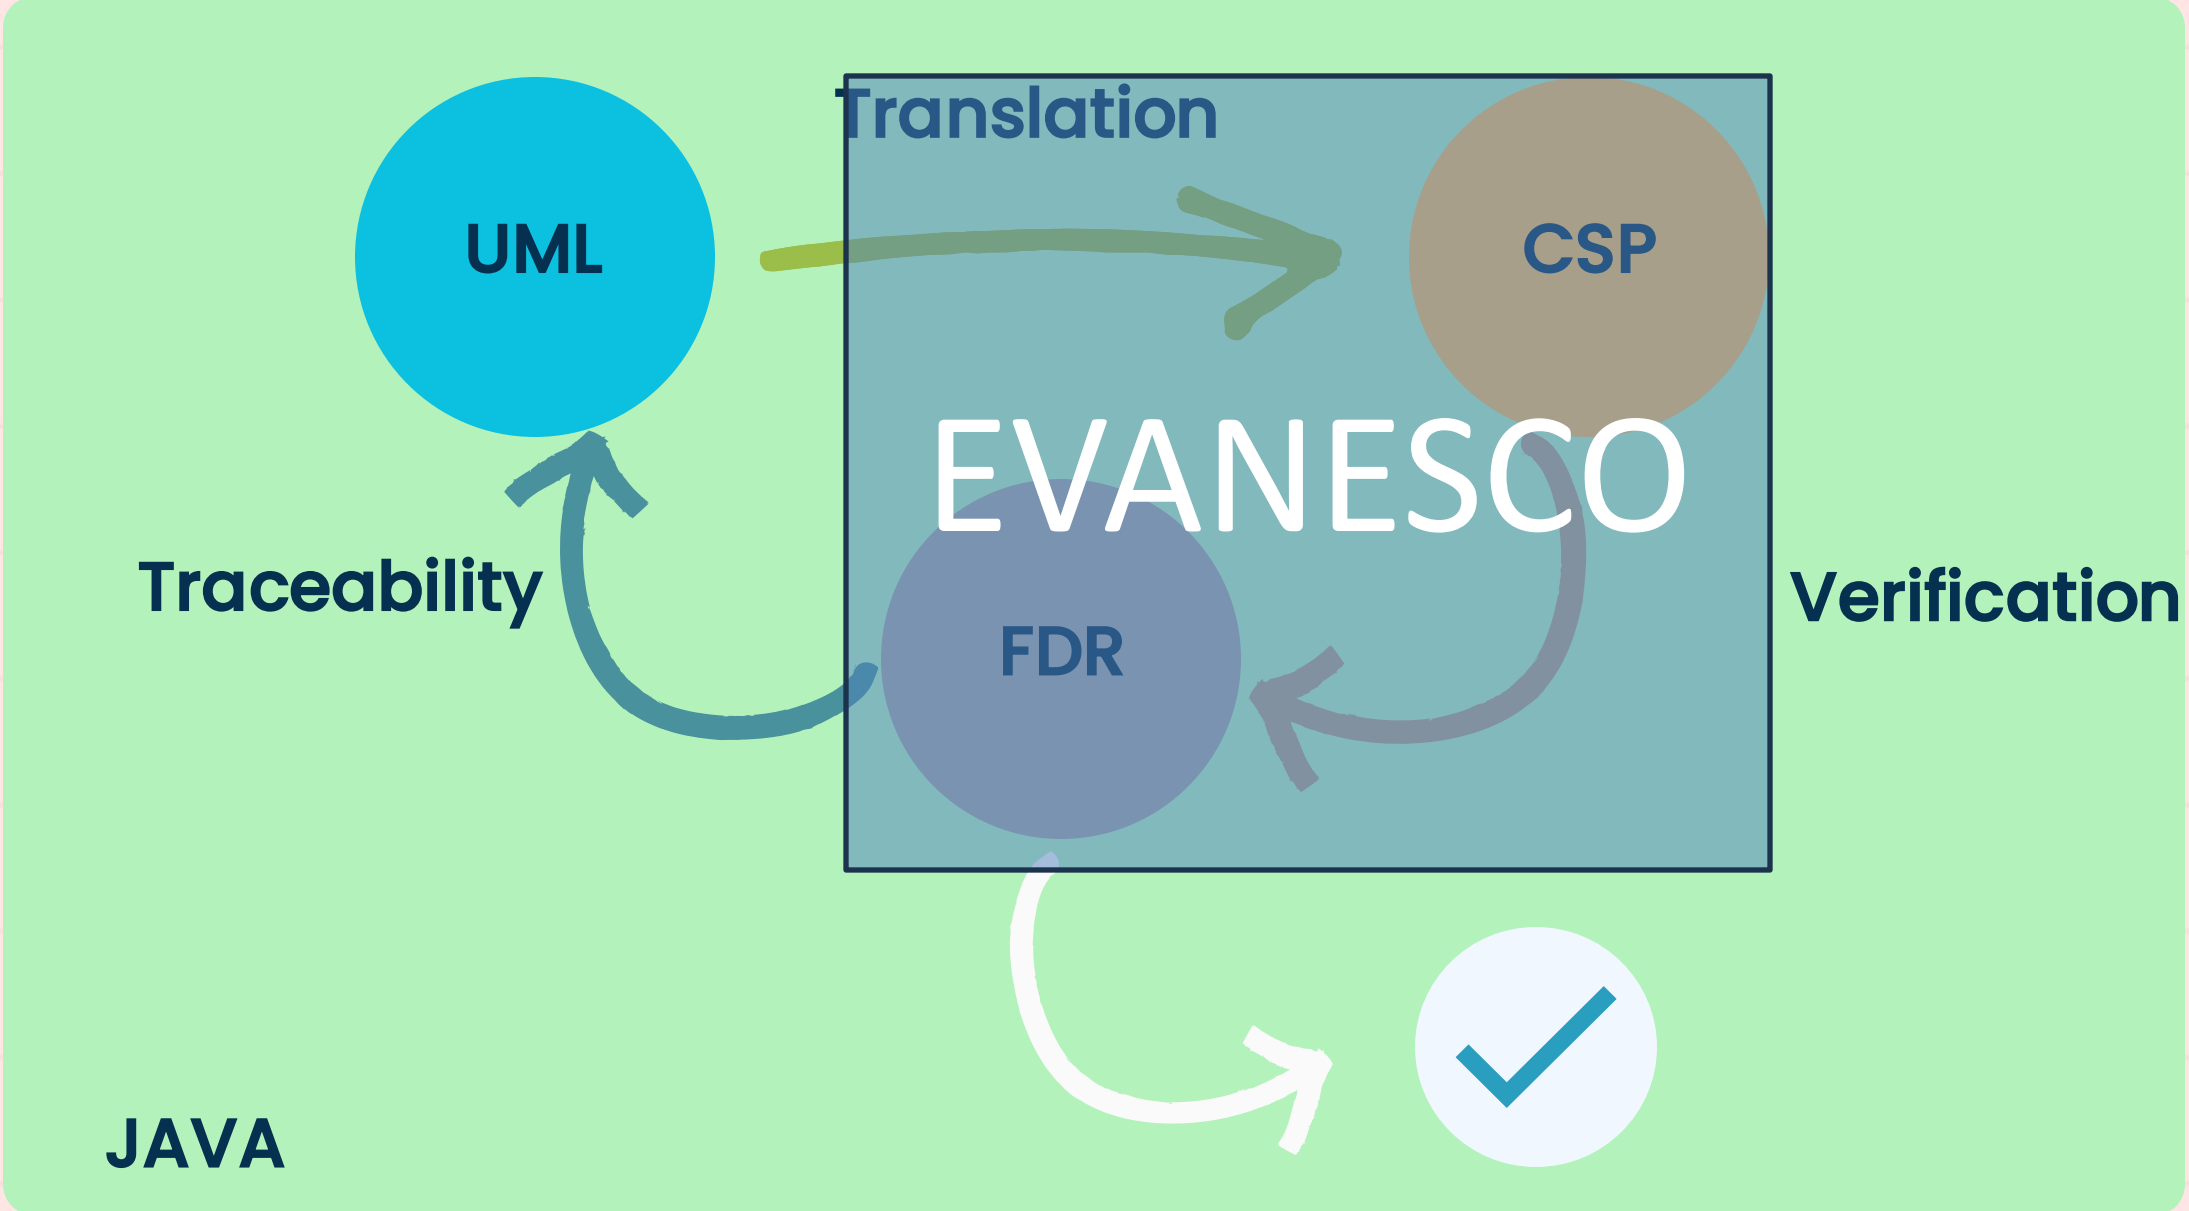 Translation
UML
CSP
EVANESCO
Traceability
Verification
FDR
JAVA